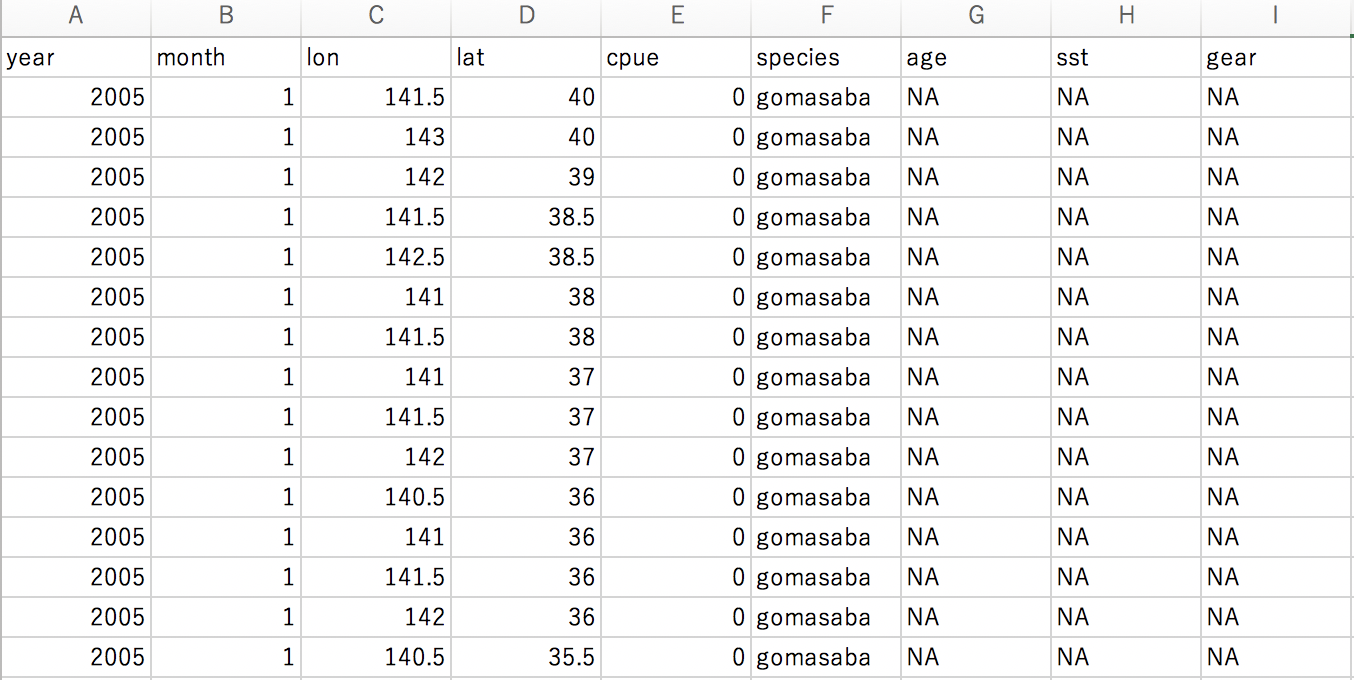 A B C D E F G H I
year month lon lat cpue species age sst gear
2005 1 141.5 40 0 gomasaba NA NA NA
2005 1 143 40 0 gomasaba NA NA NA
2005 1 142 39 0 gomasaba NA NA NA
2005 1 141.5 38.5 0 gomasaba NA NA NA
2005 1 142.5 38.5 0 gomasaba NA NA NA
2005 1 141 38 0 gomasaba NA NA NA
2005 1 141.5 38 0 gomasaba NA NA NA
2005 1 141 37 0 gomasaba NA NA NA
2005 1 141.5 37 0 gomasaba NA NA NA
2005 1 142 37 0 gomasaba NA NA NA
2005 1 140.5 36 0 gomasaba NA NA NA
2005 1 141 36 0 gomasaba NA NA NA
2005 1 141.5 36 0 gomasaba NA NA NA
2005 1 142 36 0 gomasaba NA NA NA
2005 1 140.5 35.5 0 gomasaba NA NA NA